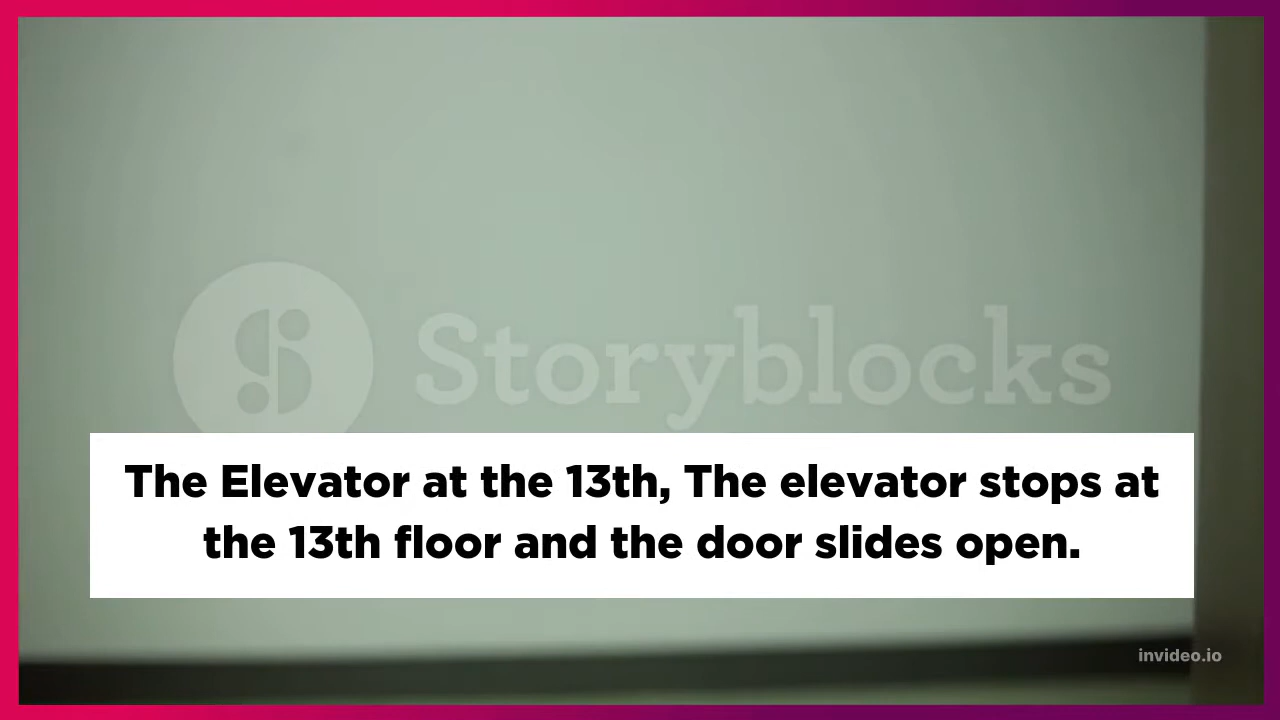 Storyblocks
The Elevator at the 13th, The elevator stops at
the 13th floor and the door slides open.
invideo.io